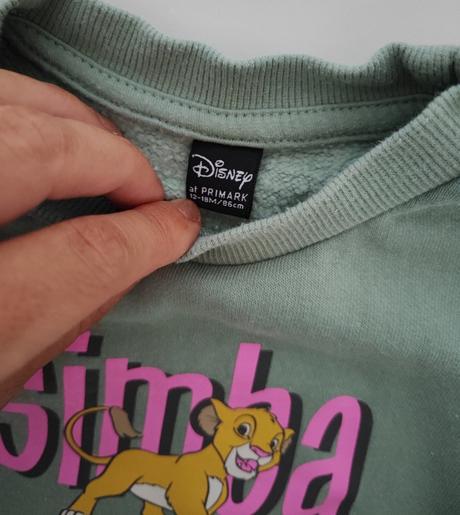 Disney
at PRIMARK
12-18M/86cm
simba